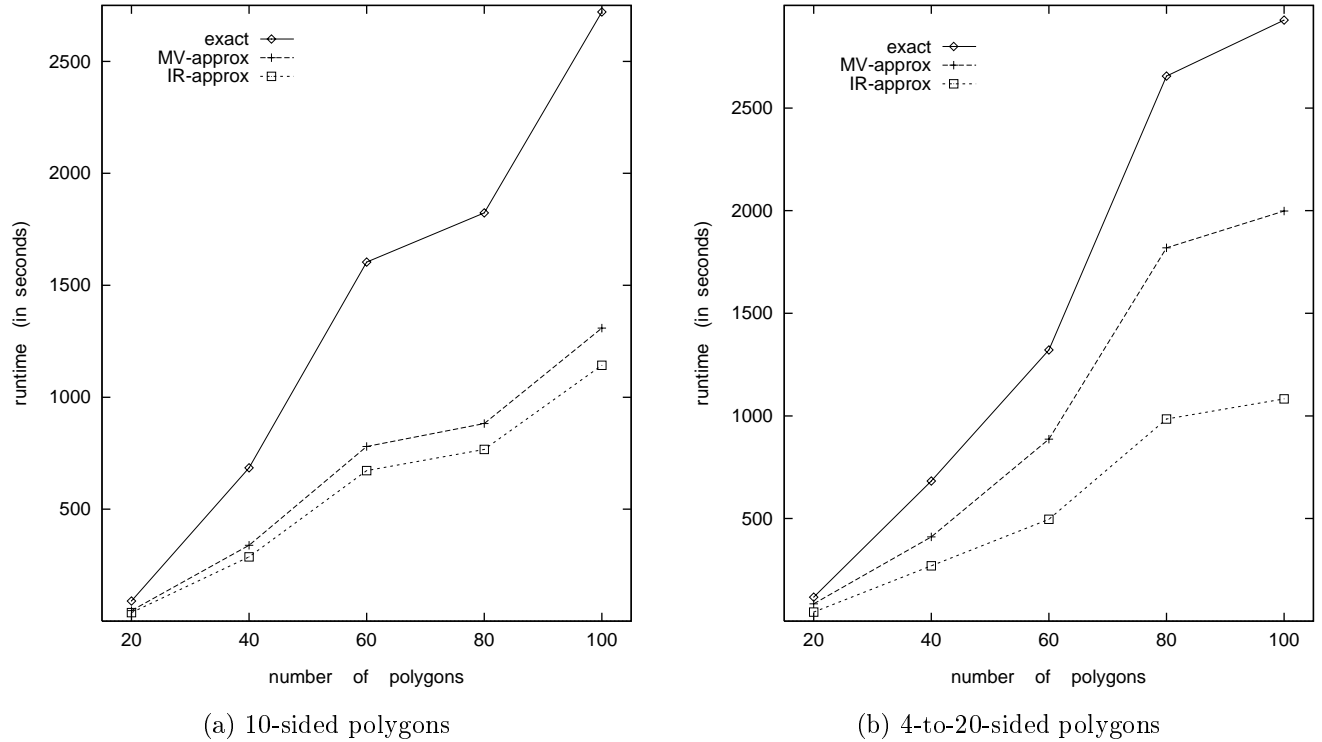 exact
MV-approx
IR-approx
2500
2000
1500
1000
500
runtime (in seconds)
20 40 60 80 100
number of polygons
(a) 10-sided polygons
exact
MV-approx
IR-approx
2500
2000
1500
1000
500
runtime (in seconds)
20 40 60 80 100
number of polygons
(b) 4-to-20-sided polygons